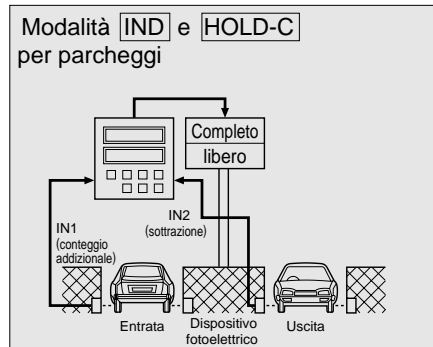 Modalità IND e HOLD-C
per parcheggi
Completo
libero
IN1
(conteggio
addizionale)
IN2
(sottrazione)
Entrata
Dispositivo
fotoelettrico
Uscita